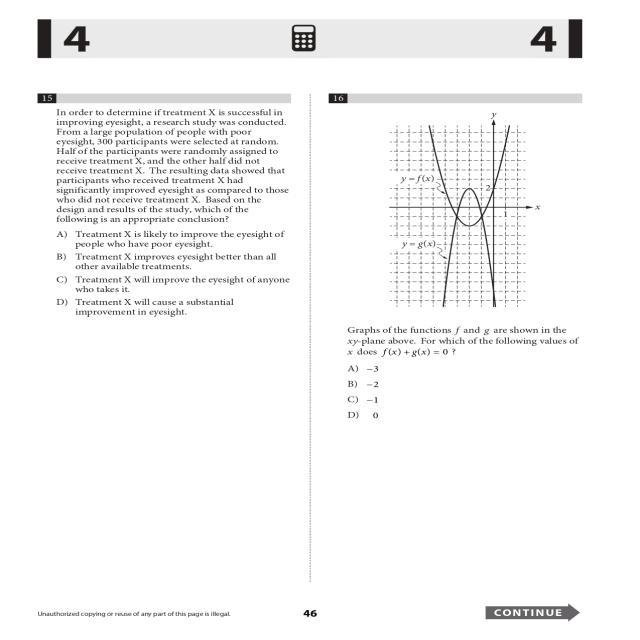 4
4
15
In order to determine if treatment X is successful in
improving eyesight, a research study was conducted.
From a large population of people with poor
eyesight, 300 participants were selected at random.
Half of the participants were randomly assigned to
receive treatment X, and the other half did not
receive treatment X. The resulting data showed that
participants who received treatment X had
significantly improved eyesight as compared to those
who did not receive treatment X. Based on the
design and results of the study, which of the
following is an appropriate conclusion?
A) Treatment X is likely to improve the eyesight of
people who have poor eyesight.
B) Treatment X improves eyesight better than all
other available treatments.
C) Treatment X will improve the eyesight of anyone
who takes it.
D) Treatment X will cause a substantial
improvement in eyesight.
16
y
y = f(x)
2
x
1
y = g(x)
Graphs of the functions f and g are shown in the
xy-plane above. For which of the following values of
x does f(x) + g(x) = 0 ?
A) −3
B) −2
C) −1
D) 0
Unauthorized copying or reuse of any part of this page is illegal.
46
CONTINUE